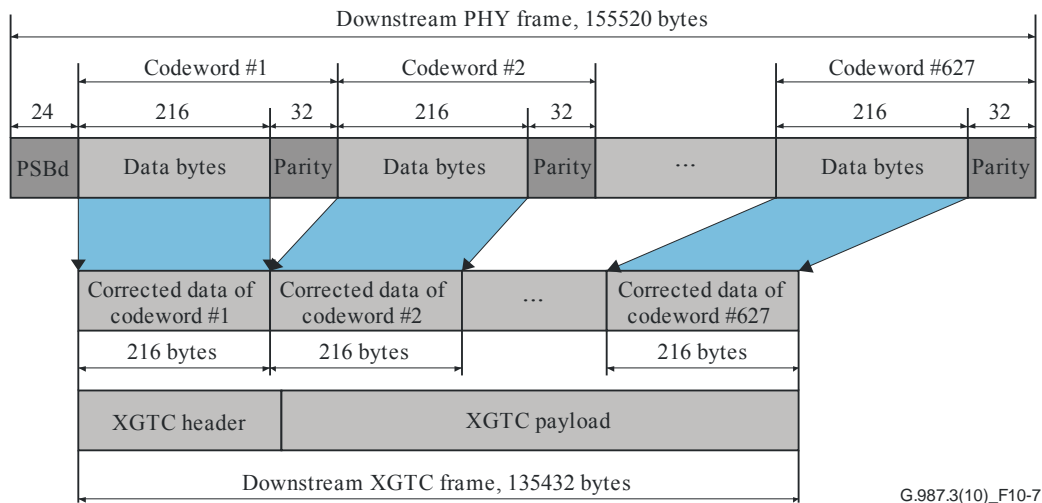 Downstream PHY frame, 155520 bytes
Codeword #1 Codeword #2 Codeword #627
24 216 32 216 32 216 32
PSBd Data bytes Parity Data bytes Parity ... Data bytes Parity
Corrected data of codeword #1 Corrected data of codeword #2 ... Corrected data of codeword #627
216 bytes 216 bytes 216 bytes
XGTC header XGTC payload
Downstream XGTC frame, 135432 bytes
G.987.3(10)_F10-7